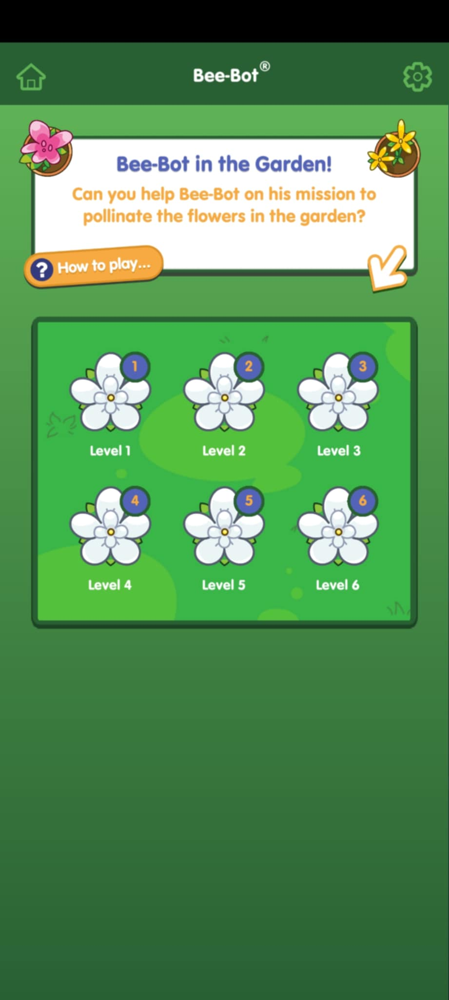 Bee-Bot®
Bee-Bot in the Garden!
Can you help Bee-Bot on his mission to
pollinate the flowers in the garden?
? How to play...
1
2
3
Level 1
Level 2
Level 3
4
5
6
Level 4
Level 5
Level 6